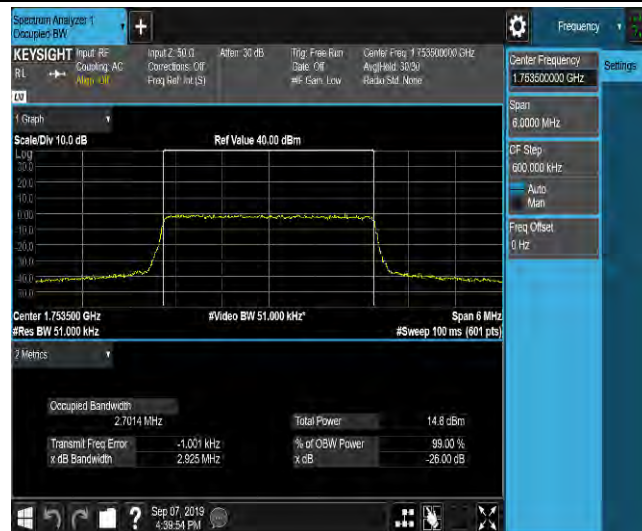 Spectrum Analyzer 1
Occupied BW
Frequency
KEYSIGHT Input: RF
RL
Coupling: AC
Align: Off
Input Z: 50 Ω
Corrections: Off
Freq Ref: Int (S)
Atten: 30 dB
Trig: Free Run
Gate: Off
#IF Gain: Low
Center Freq: 1.753500000 GHz
Avg|Hold: 30/30
Radio Std: None
LXI
1 Graph
Scale/Div 10.0 dB
Ref Value 40.00 dBm
Log
30.0
20.0
10.0
0.00
-10.0
-20.0
-30.0
-40.0
-50.0
Center 1.753500 GHz
#Video BW 51.000 kHz*
Span 6 MHz
#Res BW 51.000 kHz
#Sweep 100 ms (601 pts)
2 Metrics
Occupied Bandwidth
2.7014 MHz
Total Power 14.8 dBm
Transmit Freq Error -1.001 kHz
% of OBW Power 99.00 %
x dB Bandwidth 2.925 MHz
x dB -26.00 dB
Center Frequency
1.753500000 GHz
Settings
Span
6.0000 MHz
CF Step
600.000 kHz
Auto
Man
Freq Offset
0 Hz
?
Sep 07, 2019
4:39:54 PM